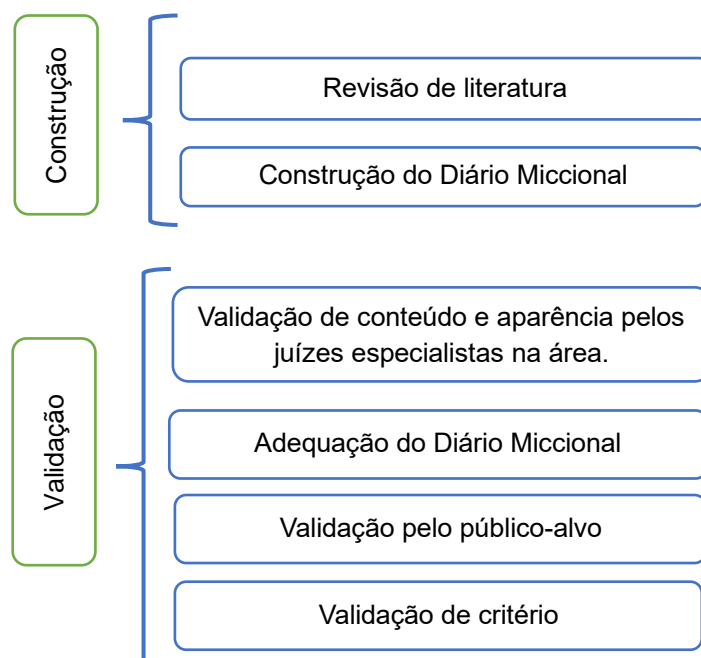 Construção
Revisão de literatura
Construção do Diário Miccional
Validação
Validação de conteúdo e aparência pelos
juízes especialistas na área.
Adequação do Diário Miccional
Validação pelo público-alvo
Validação de critério